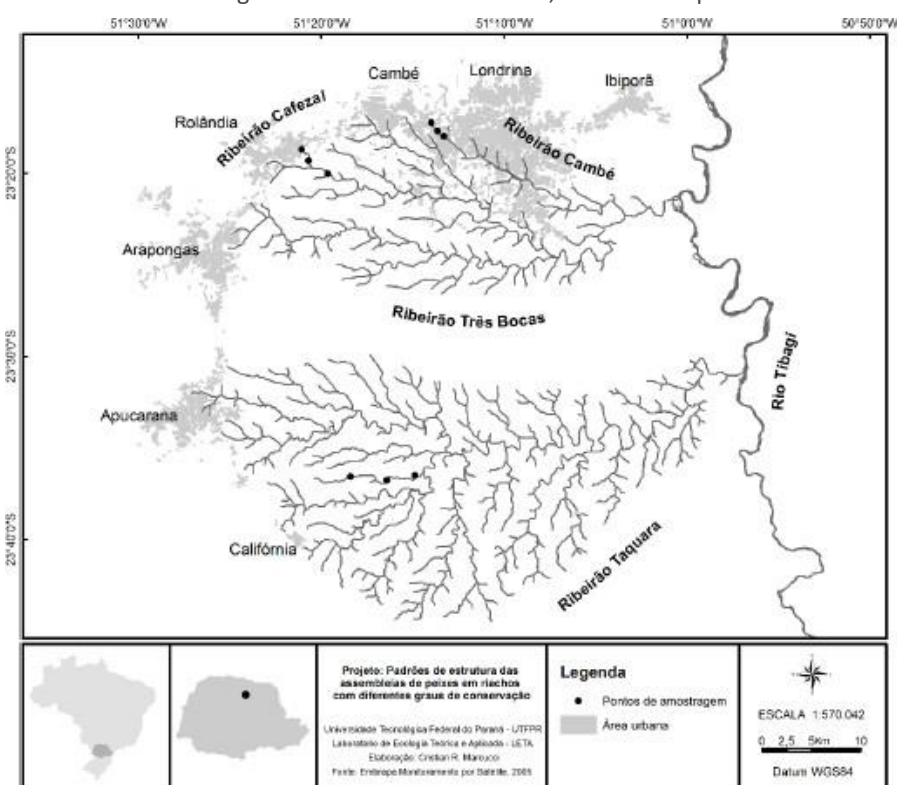 51°30'0"W
51°20'0"W
51°10'0"W
51°0'0"W
50°50'0"W
23°20'0"S
23°30'0"S
23°40'0"S
Cambé
Londrina
Ibiporã
Rolândia
Ribeirão Cafezal
Ribeirão Cambé
Arapongas
Ribeirão Três Bocas
Rio Tibagi
Apucarana
Califórnia
Ribeirão Taquara
Projeto: Padrões de estrutura das
assembleias de peixes em riachos
com diferentes graus de conservação
Universidade Tecnológica Federal do Paraná - UTFPR
Laboratório de Ecologia Teórica e Aplicada - LETA
Elaboração: Cristian R.
Fonte: Embrapa Monitoramento por Satélite, 2005
Legenda
Pontos de amostragem
Área urbana
ESCALA 1:570.042
0 2,5 5Km 10
Datum WGS84